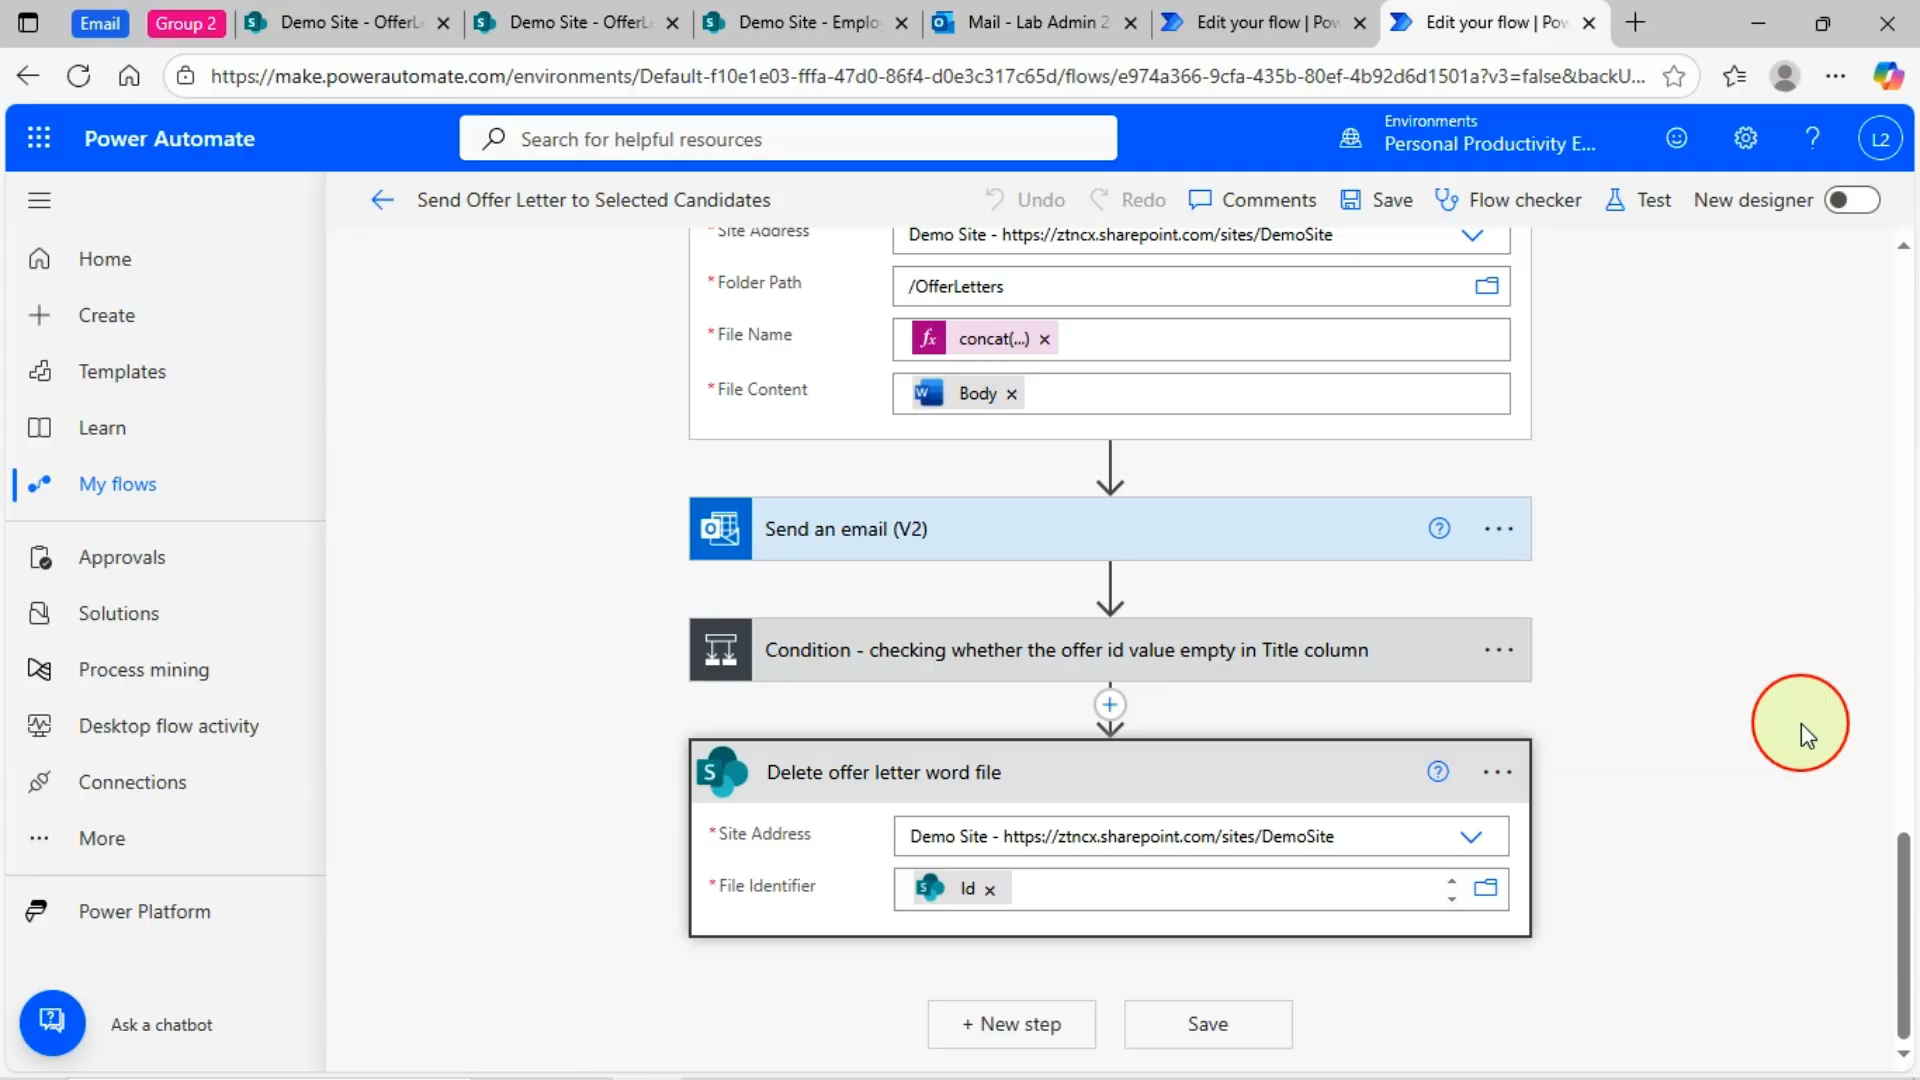 Email
Group 2
Demo Site - OfferLe
Demo Site - OfferLe
Demo Site - Employ
Mail - Lab Admin 2
Edit your flow | Pow
Edit your flow | Pow
https://make.powerautomate.com/environments/Default-f10e1e03-fffa-47d0-86f4-d0e3c317c65d/flows/e974a366-9cfa-435b-80ef-4b92d6d1501a?v3=false&backU...
Power Automate
Search for helpful resources
Environments
Personal Productivity E...
L2
Send Offer Letter to Selected Candidates
Undo
Redo
Comments
Save
Flow checker
Test
New designer
Home
Create
Templates
Learn
My flows
Approvals
Solutions
Process mining
Desktop flow activity
Connections
More
Power Platform
Ask a chatbot
*Site Address
Demo Site - https://ztncx.sharepoint.com/sites/DemoSite
*Folder Path
/OfferLetters
*File Name
fx concat(...) ×
*File Content
Body ×
Send an email (V2)
Condition - checking whether the offer id value empty in Title column
Delete offer letter word file
*Site Address
Demo Site - https://ztncx.sharepoint.com/sites/DemoSite
*File Identifier
Id ×
+ New step
Save